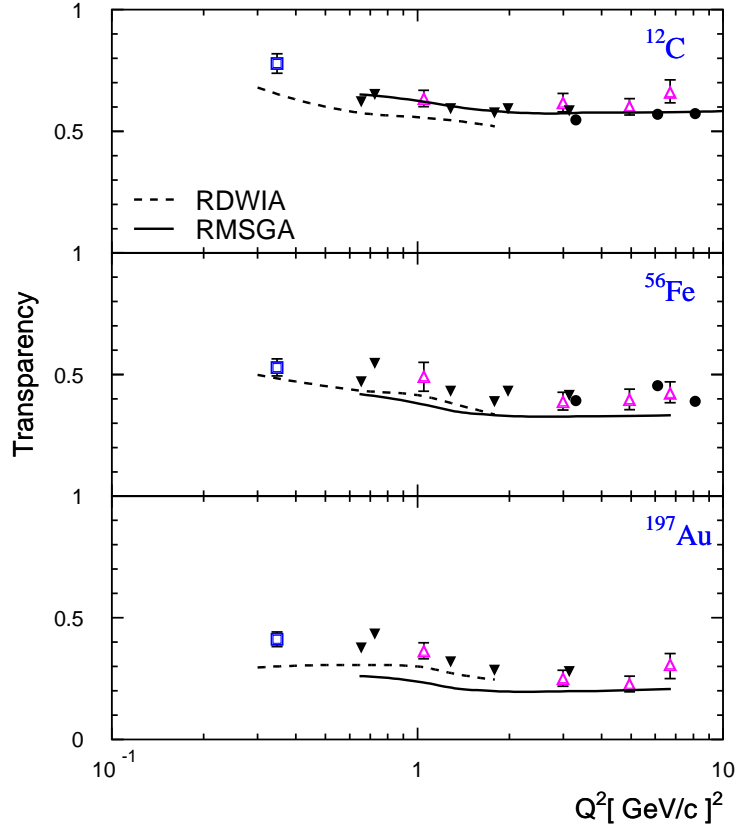 1
¹²C
0.5
RDWIA
RMSGA
1
⁵⁶Fe
Transparency
0.5
1
¹⁹⁷Au
0.5
0
10⁻¹
1
10
Q²[ GeV/c ]²